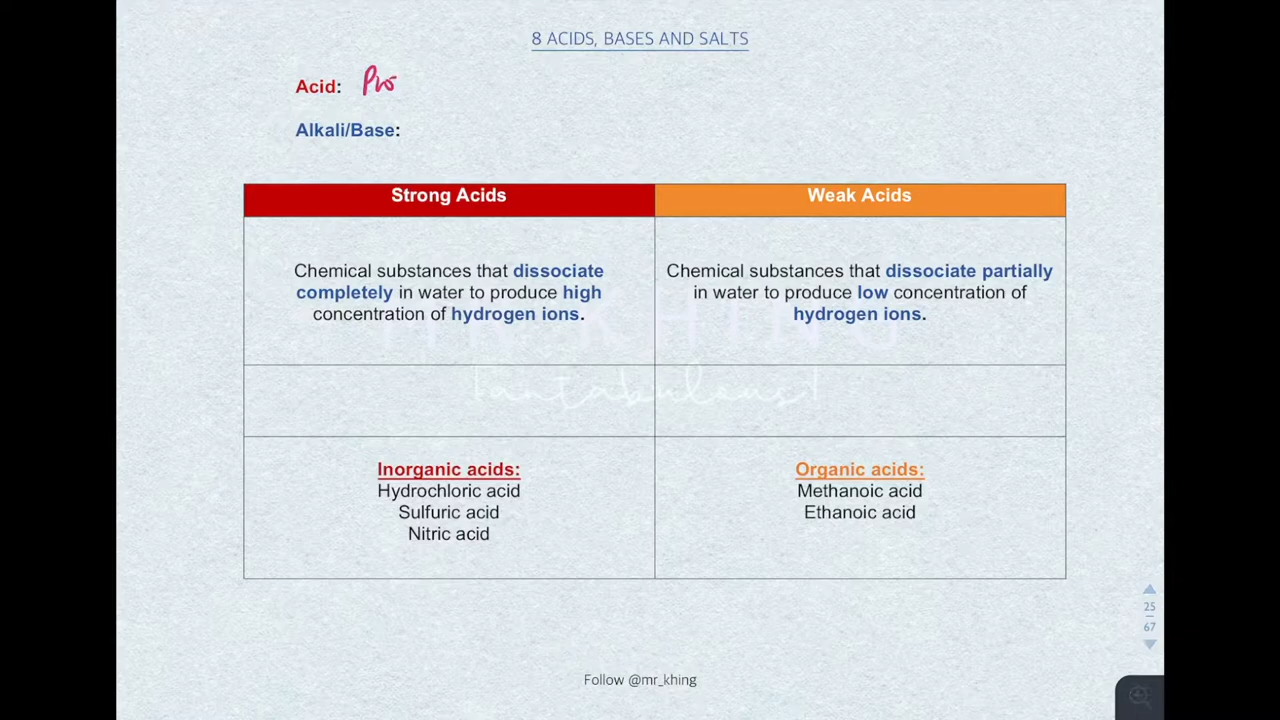 8 ACIDS, BASES AND SALTS
Acid: Pro
Alkali/Base:
Strong Acids
Weak Acids
Chemical substances that dissociate
completely in water to produce high
concentration of hydrogen ions.
Chemical substances that dissociate partially
in water to produce low concentration of
hydrogen ions.
MR KHING
Fantabulous!
Inorganic acids:
Hydrochloric acid
Sulfuric acid
Nitric acid
Organic acids:
Methanoic acid
Ethanoic acid
25
67
Follow @mr_khing